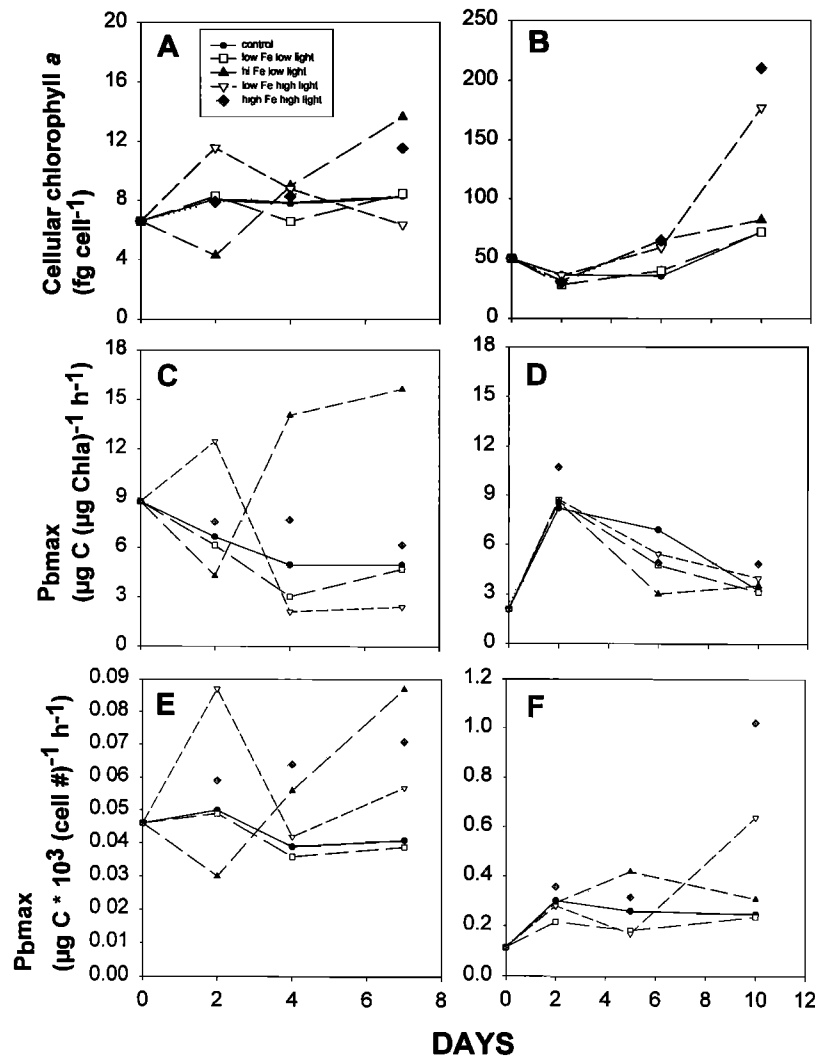 A
control
low Fe low light
hi Fe low light
low Fe high light
high Fe high light
20
16
12
8
4
0
Cellular chlorophyll a
(fg cell-1)
B
250
200
150
100
50
0
C
18
15
12
9
6
3
0
Pbmax
(µg C (µg Chla)-1 h-1)
D
18
15
12
9
6
3
0
E
0.09
0.08
0.07
0.06
0.05
0.04
0.03
0.02
0.01
0.00
Pbmax
(µg C * 103 (cell #)-1 h-1)
0 2 4 6 8
F
1.2
1.0
0.8
0.6
0.4
0.2
0.0
0 2 4 6 8 10 12
DAYS